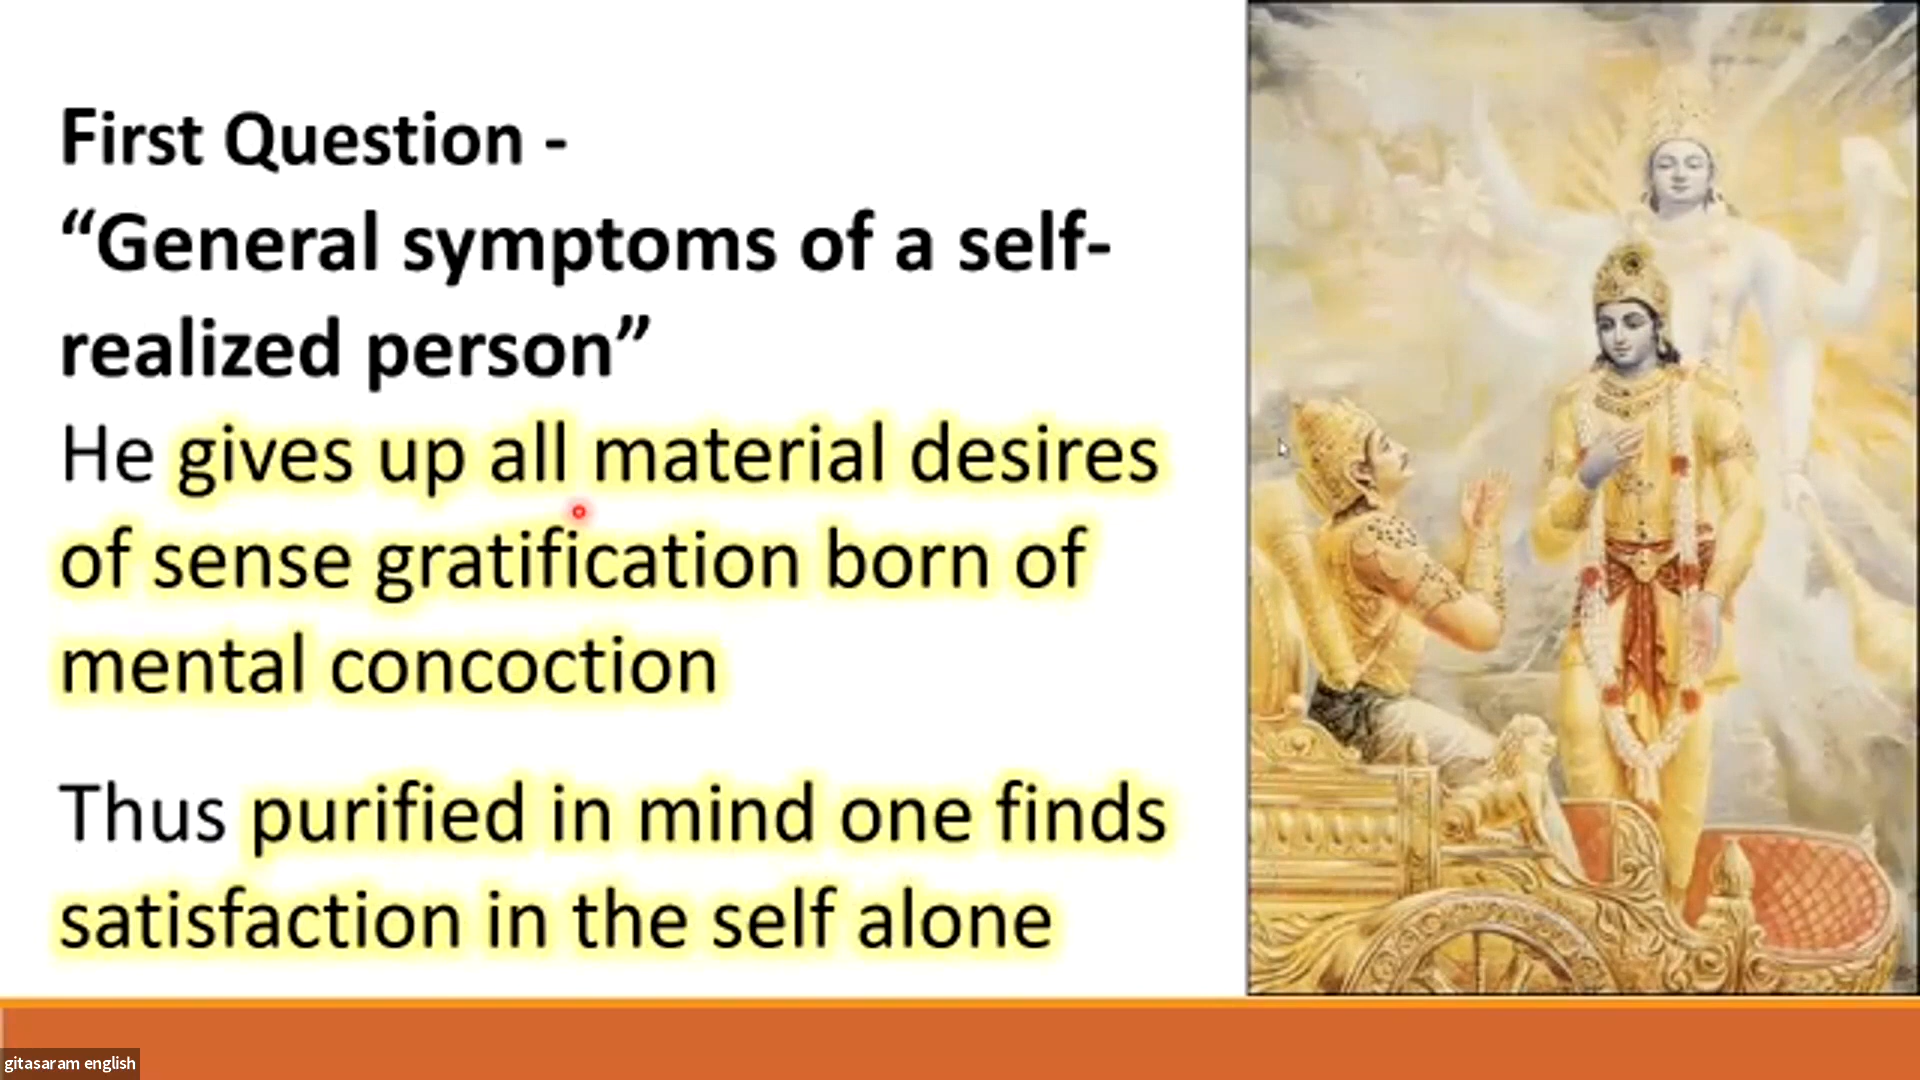 First Question -
“General symptoms of a self-
realized person”
He gives up all material desires
of sense gratification born of
mental concoction
Thus purified in mind one finds
satisfaction in the self alone
gitasaram english